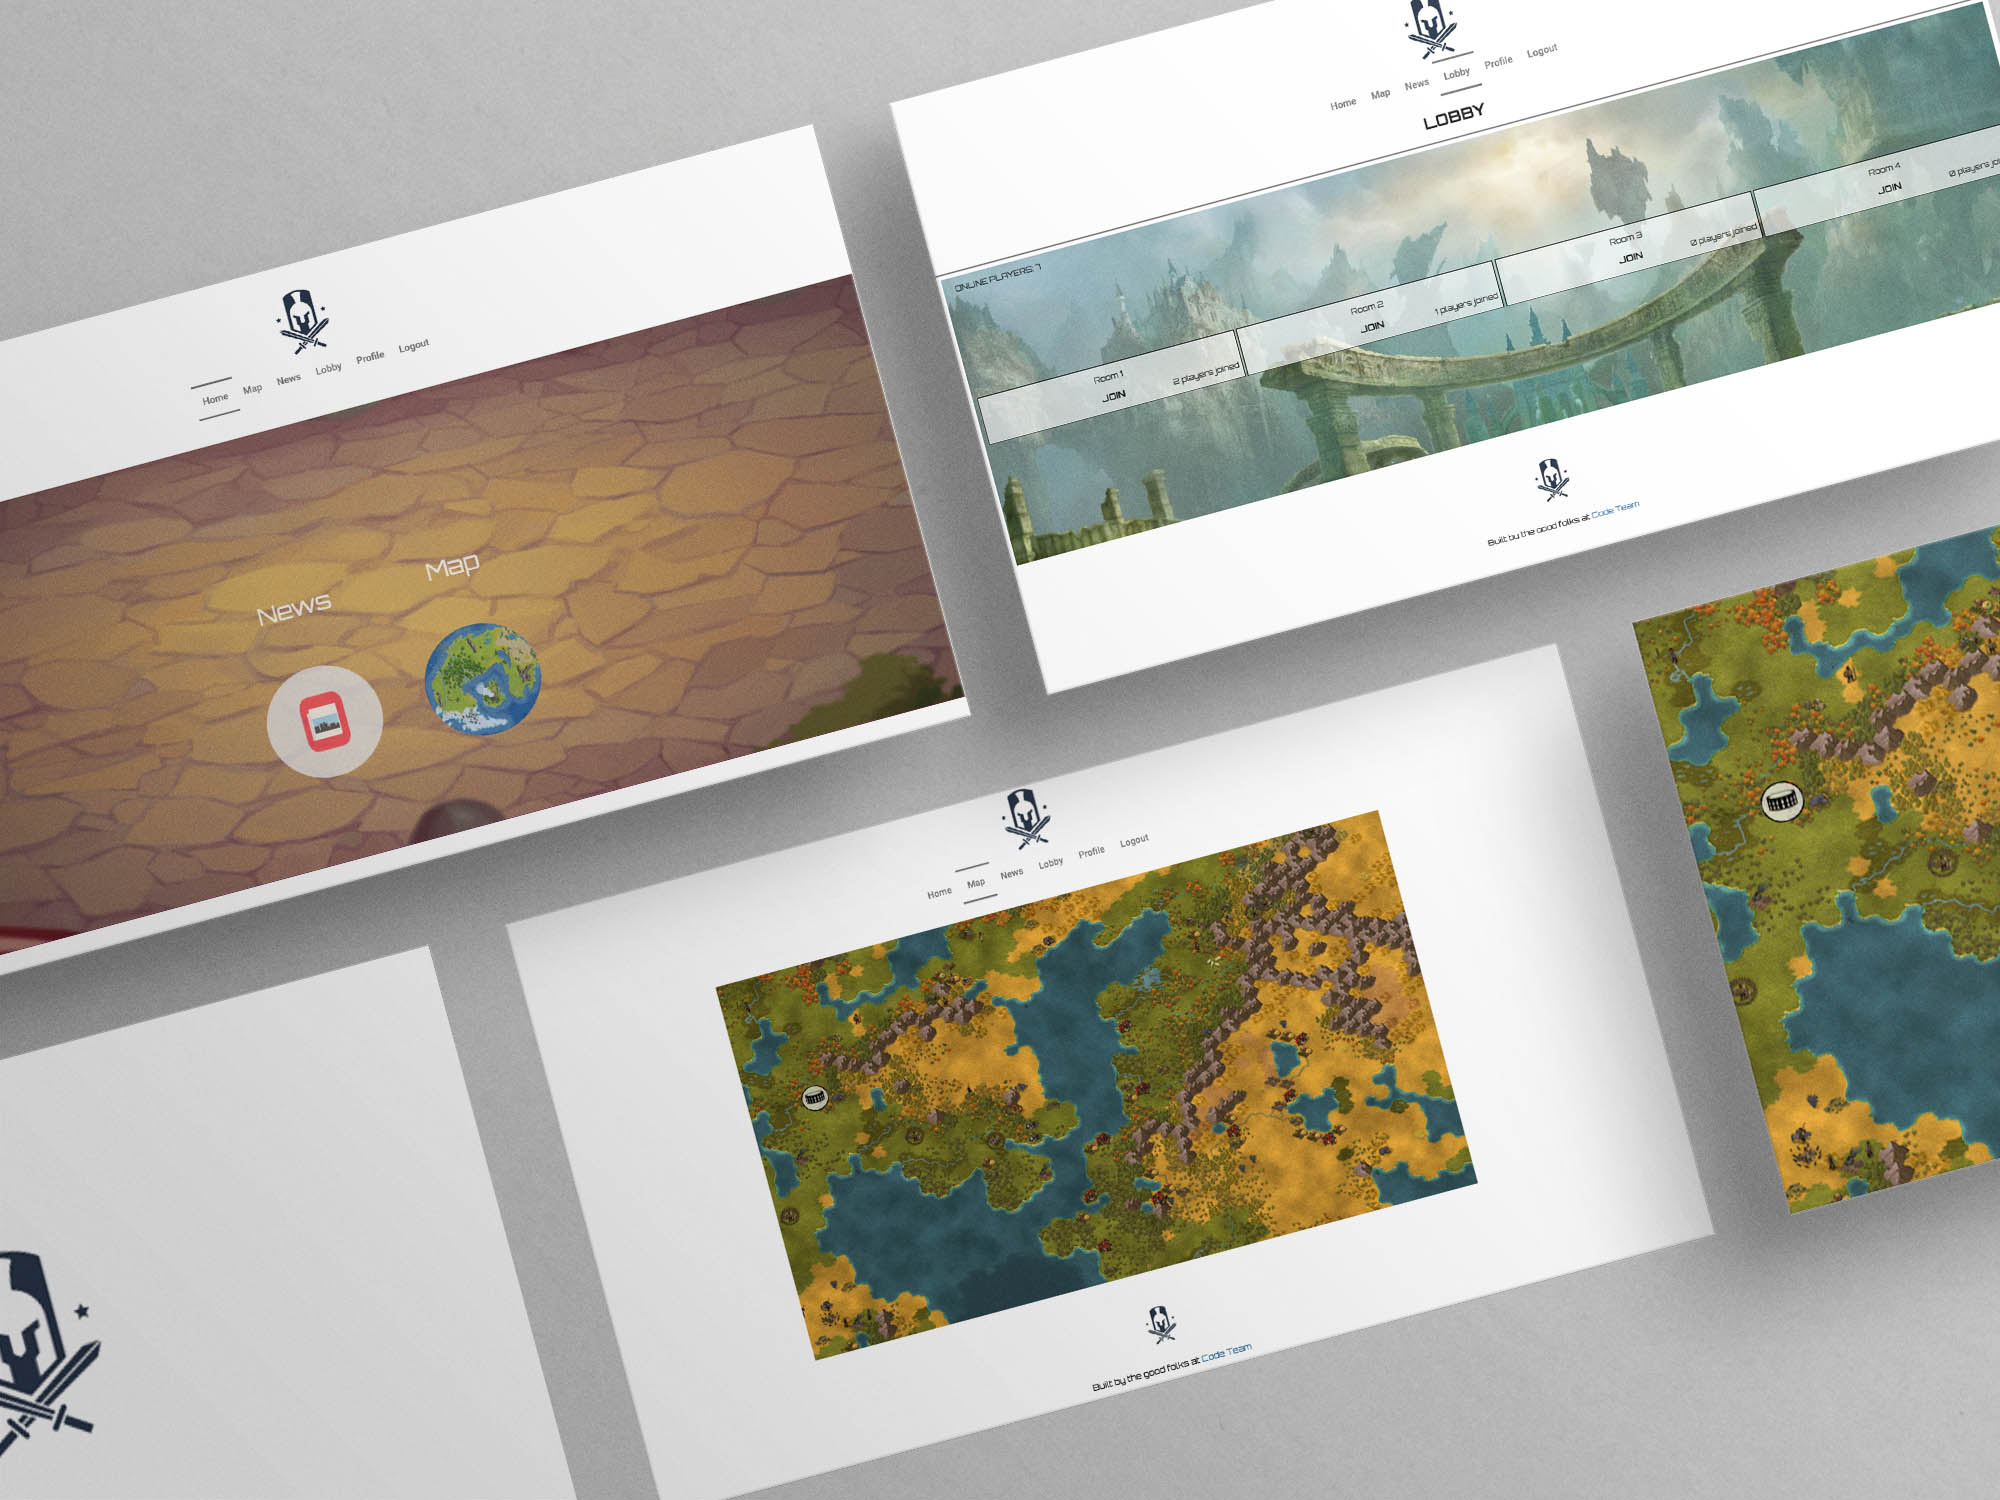 Home Map News Lobby Profile Logout
LOBBY
ONLINE PLAYERS: 7
Room 1
JOIN
2 players joined
Room 2
JOIN
1 players joined
Room 3
JOIN
0 players joined
Room 4
JOIN
0 players joi
Built by the good folks at Code Team
Home Map News Lobby Profile Logout
News
Map
Home Map News Lobby Profile Logout
Built by the good folks at Code Team